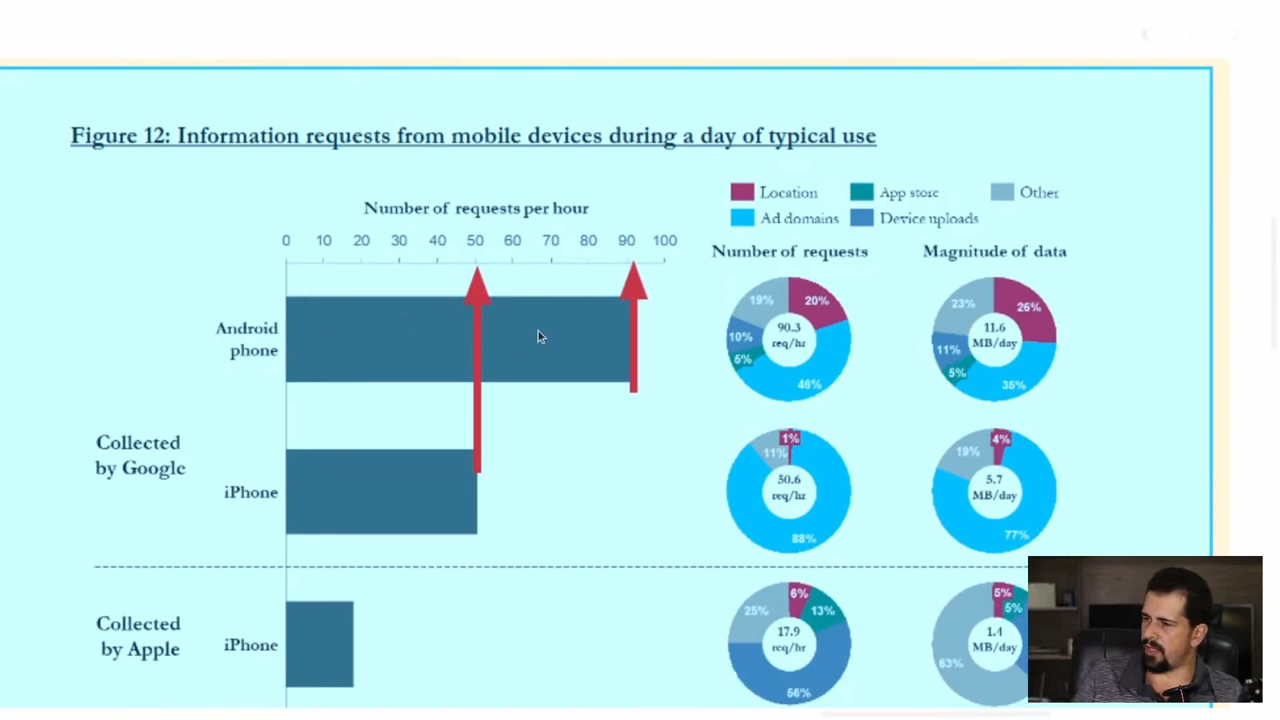 Figure 12: Information requests from mobile devices during a day of typical use
Location
App store
Other
Ad domains
Device uploads
Number of requests per hour
0 10 20 30 40 50 60 70 80 90 100
Number of requests
Magnitude of data
Android
phone
19%
20%
10%
5%
46%
90.3
req/hr
23%
26%
11%
5%
35%
11.6
MB/day
Collected
by Google
iPhone
1%
11%
88%
50.6
req/hr
4%
19%
77%
5.7
MB/day
Collected
by Apple
iPhone
6%
25%
13%
56%
17.9
req/hr
5%
5%
63%
1.4
MB/day